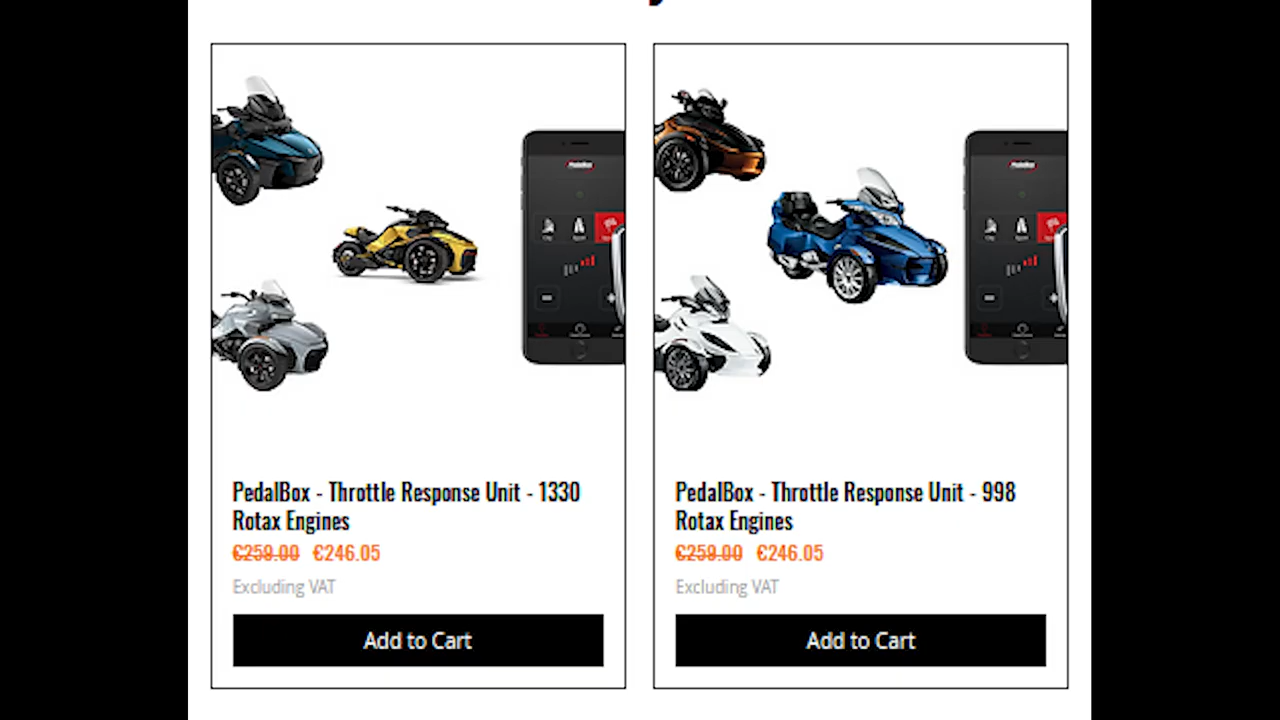 PedalBox - Throttle Response Unit - 1330
Rotax Engines
€259.00 €246.05
Excluding VAT
Add to Cart
PedalBox - Throttle Response Unit - 998
Rotax Engines
€259.00 €246.05
Excluding VAT
Add to Cart